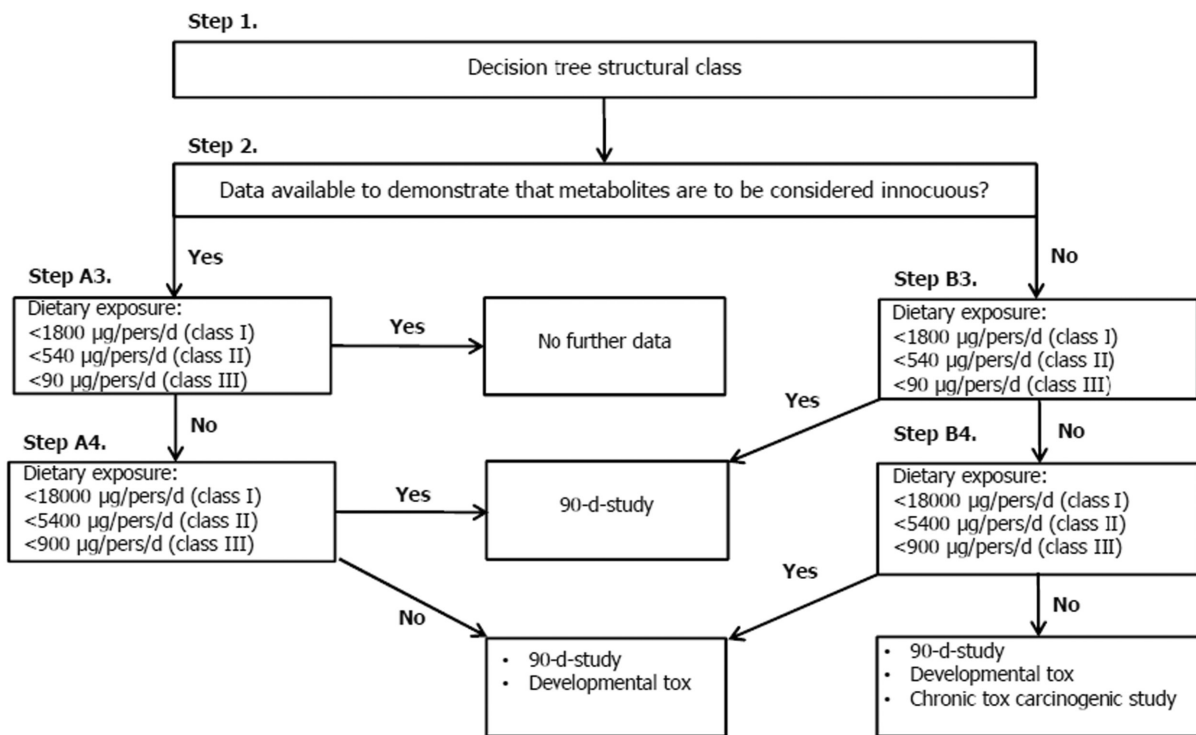 Step 1.
Decision tree structural class
Step 2.
Data available to demonstrate that metabolites are to be considered innocuous?
Yes
No
Step A3.
Dietary exposure:
<1800 µg/pers/d (class I)
<540 µg/pers/d (class II)
<90 µg/pers/d (class III)
Yes
No further data
Step B3.
Dietary exposure:
<1800 µg/pers/d (class I)
<540 µg/pers/d (class II)
<90 µg/pers/d (class III)
No
Yes
No
Step A4.
Dietary exposure:
<18000 µg/pers/d (class I)
<5400 µg/pers/d (class II)
<900 µg/pers/d (class III)
Yes
90-d-study
Step B4.
Dietary exposure:
<18000 µg/pers/d (class I)
<5400 µg/pers/d (class II)
<900 µg/pers/d (class III)
No
Yes
No
• 90-d-study
• Developmental tox
• 90-d-study
• Developmental tox
• Chronic tox carcinogenic study